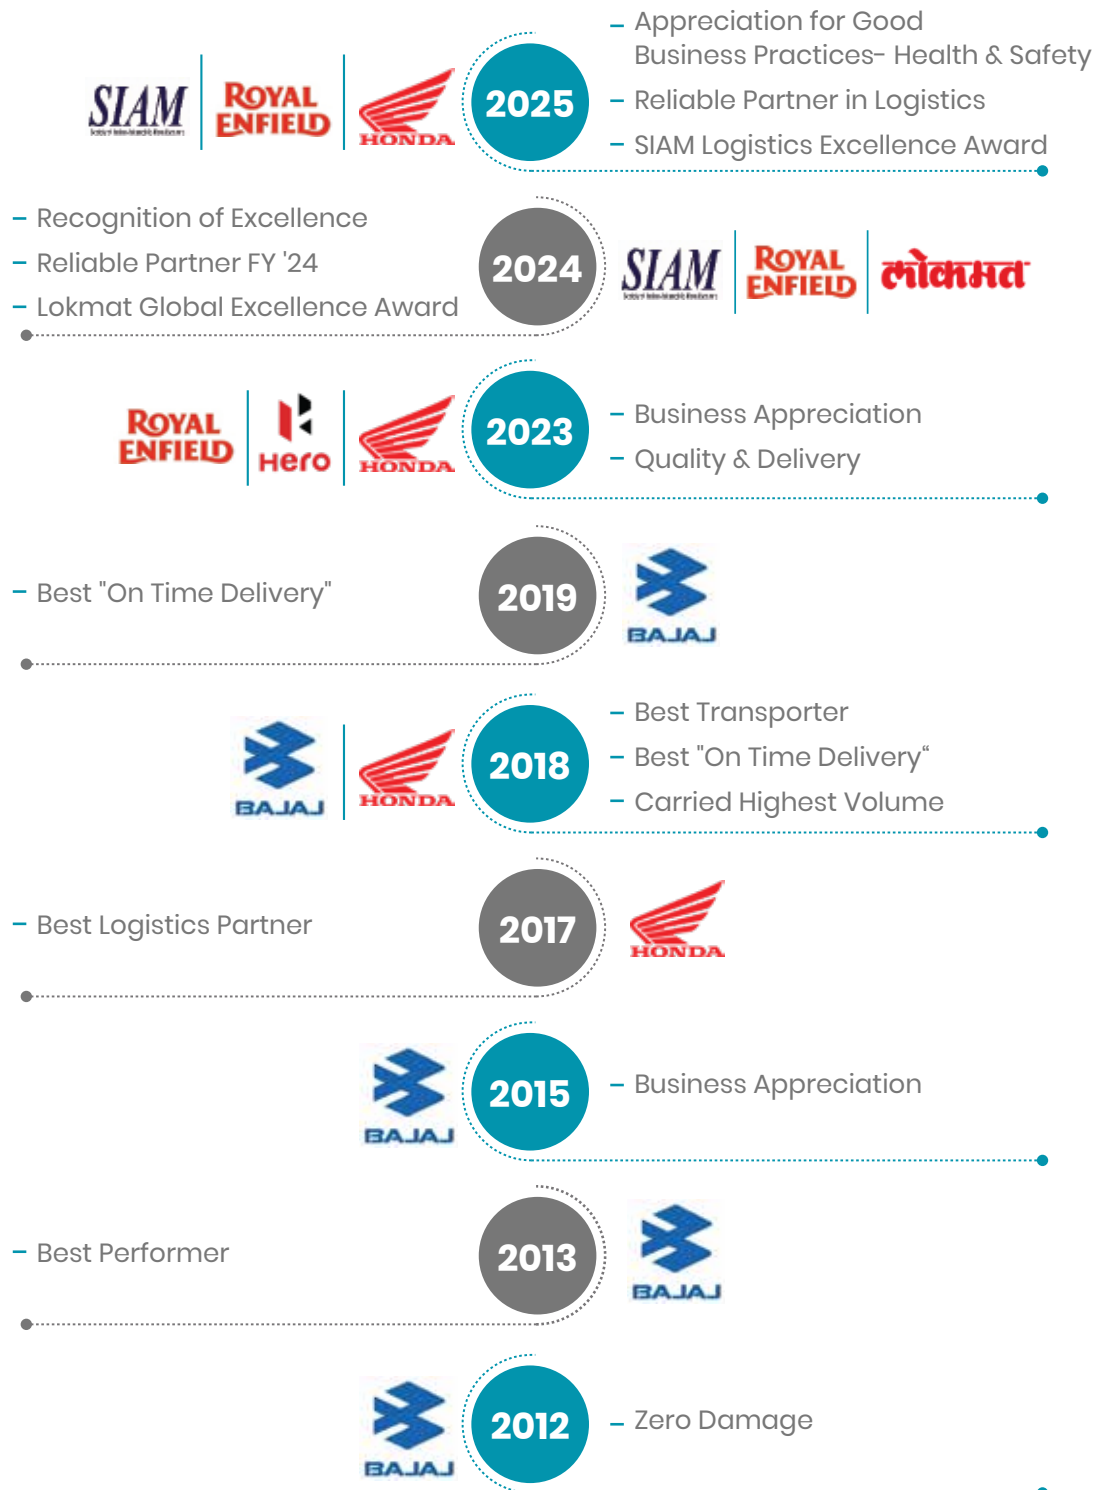 SIAM
ROYAL
ENFIELD
HONDA
2025
– Appreciation for Good
Business Practices- Health & Safety
– Reliable Partner in Logistics
– SIAM Logistics Excellence Award
– Recognition of Excellence
– Reliable Partner FY '24
– Lokmat Global Excellence Award
2024
SIAM
ROYAL
ENFIELD
लोकमत
ROYAL
ENFIELD
Hero
HONDA
2023
– Business Appreciation
– Quality & Delivery
– Best "On Time Delivery"
2019
BAJAJ
BAJAJ
HONDA
2018
– Best Transporter
– Best "On Time Delivery“
– Carried Highest Volume
– Best Logistics Partner
2017
HONDA
BAJAJ
2015
– Business Appreciation
– Best Performer
2013
BAJAJ
BAJAJ
2012
– Zero Damage